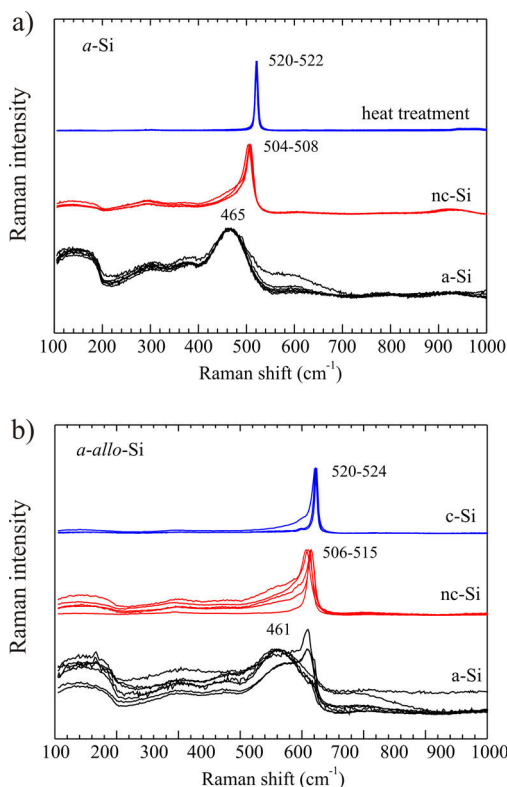 a)
a-Si
520-522
heat treatment
504-508
nc-Si
465
a-Si
Raman intensity
100 200 300 400 500 600 700 800 900 1000
Raman shift (cm-1)
b)
a-allo-Si
520-524
c-Si
506-515
nc-Si
461
a-Si
Raman intensity
100 200 300 400 500 600 700 800 900 1000
Raman shift (cm-1)